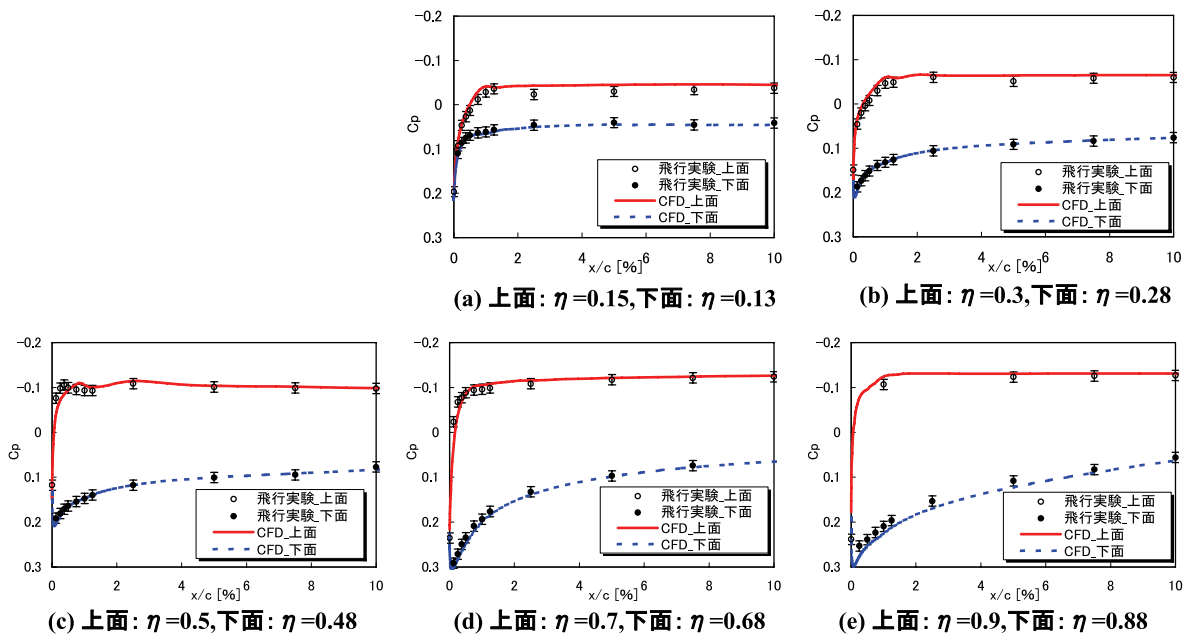 -0.2
-0.1
0
0.1
0.2
0.3
Cp
0 2 4 6 8 10
x/c [%]
飛行実験_上面
飛行実験_下面
CFD_上面
CFD_下面
(a) 上面: η=0.15,下面: η=0.13
-0.2
-0.1
0
0.1
0.2
0.3
Cp
0 2 4 6 8 10
x/c [%]
飛行実験_上面
飛行実験_下面
CFD_上面
CFD_下面
(b) 上面: η=0.3,下面: η=0.28
-0.2
-0.1
0
0.1
0.2
0.3
Cp
0 2 4 6 8 10
x/c [%]
飛行実験_上面
飛行実験_下面
CFD_上面
CFD_下面
(c) 上面: η=0.5,下面: η=0.48
-0.2
-0.1
0
0.1
0.2
0.3
Cp
0 2 4 6 8 10
x/c [%]
飛行実験_上面
飛行実験_下面
CFD_上面
CFD_下面
(d) 上面: η=0.7,下面: η=0.68
-0.2
-0.1
0
0.1
0.2
0.3
Cp
0 2 4 6 8 10
x/c [%]
飛行実験_上面
飛行実験_下面
CFD_上面
CFD_下面
(e) 上面: η=0.9,下面: η=0.88